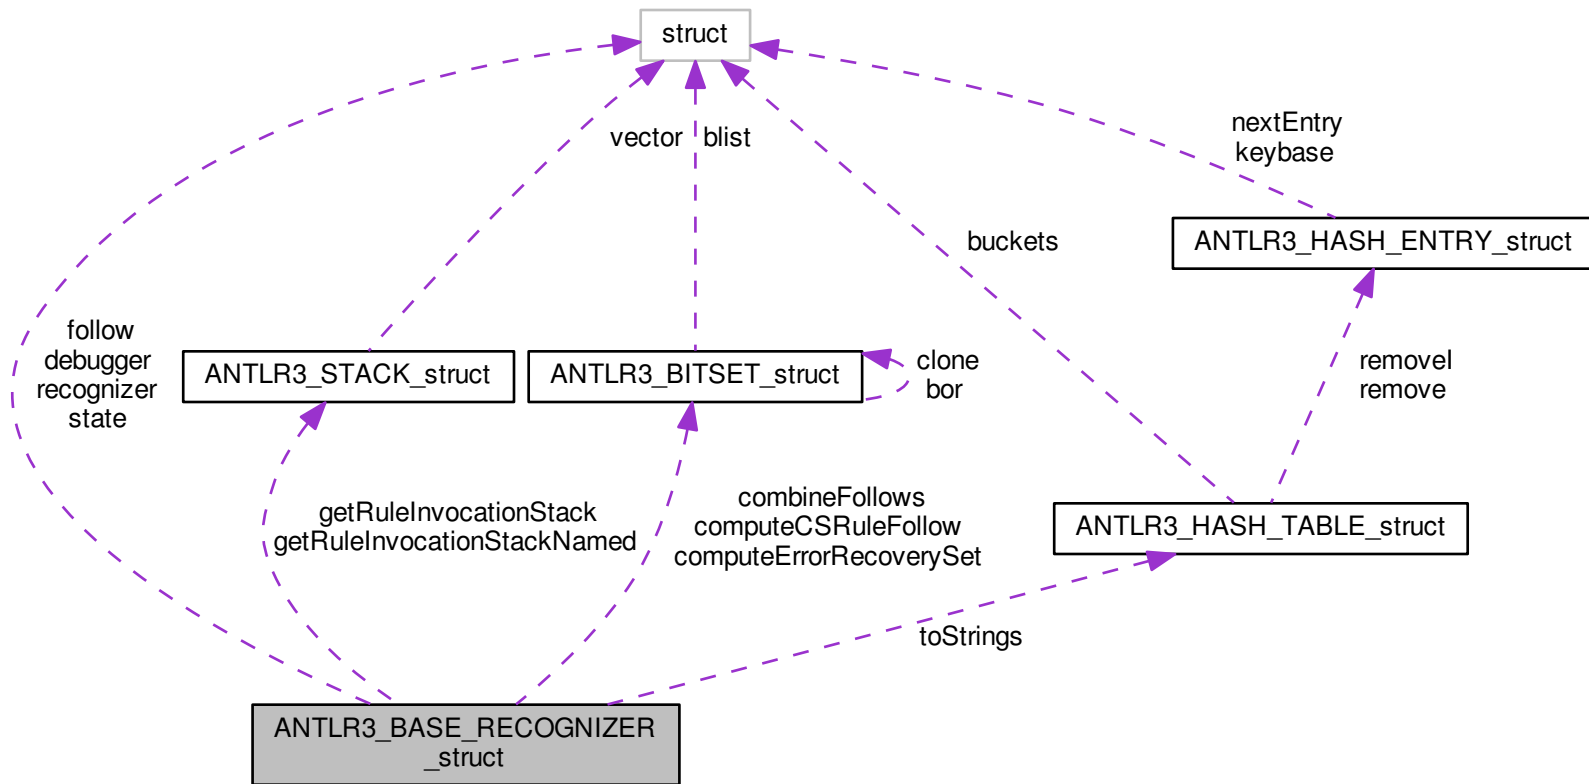 struct
vector
blist
nextEntry
keybase
ANTLR3_HASH_ENTRY_struct
buckets
follow
debugger
recognizer
state
ANTLR3_STACK_struct
ANTLR3_BITSET_struct
clone
bor
removeI
remove
getRuleInvocationStack
getRuleInvocationStackNamed
combineFollows
computeCSRuleFollow
computeErrorRecoverySet
ANTLR3_HASH_TABLE_struct
toStrings
ANTLR3_BASE_RECOGNIZER
_struct